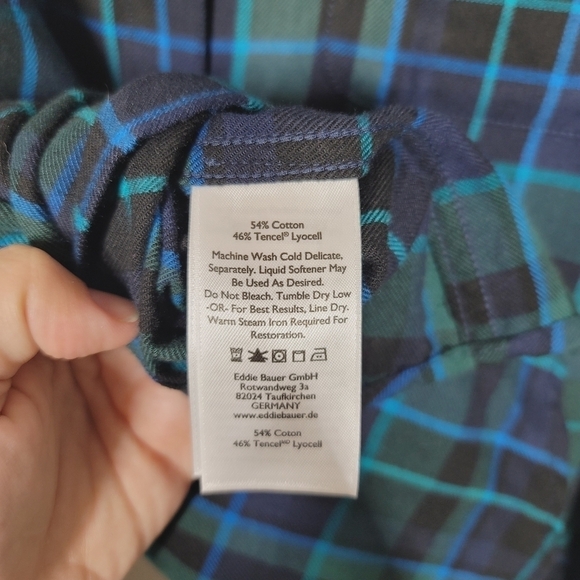 54% Cotton
46% Tencel® Lyocell
Machine Wash Cold Delicate,
Separately. Liquid Softener May
Be Used As Desired.
Do Not Bleach. Tumble Dry Low
-OR- For Best Results, Line Dry.
Warm Steam Iron Required For
Restoration.
Eddie Bauer GmbH
Rotwandweg 3a
82024 Taufkirchen
GERMANY
www.eddiebauer.de
54% Coton
46% Tencel™ᴰ Lyocell